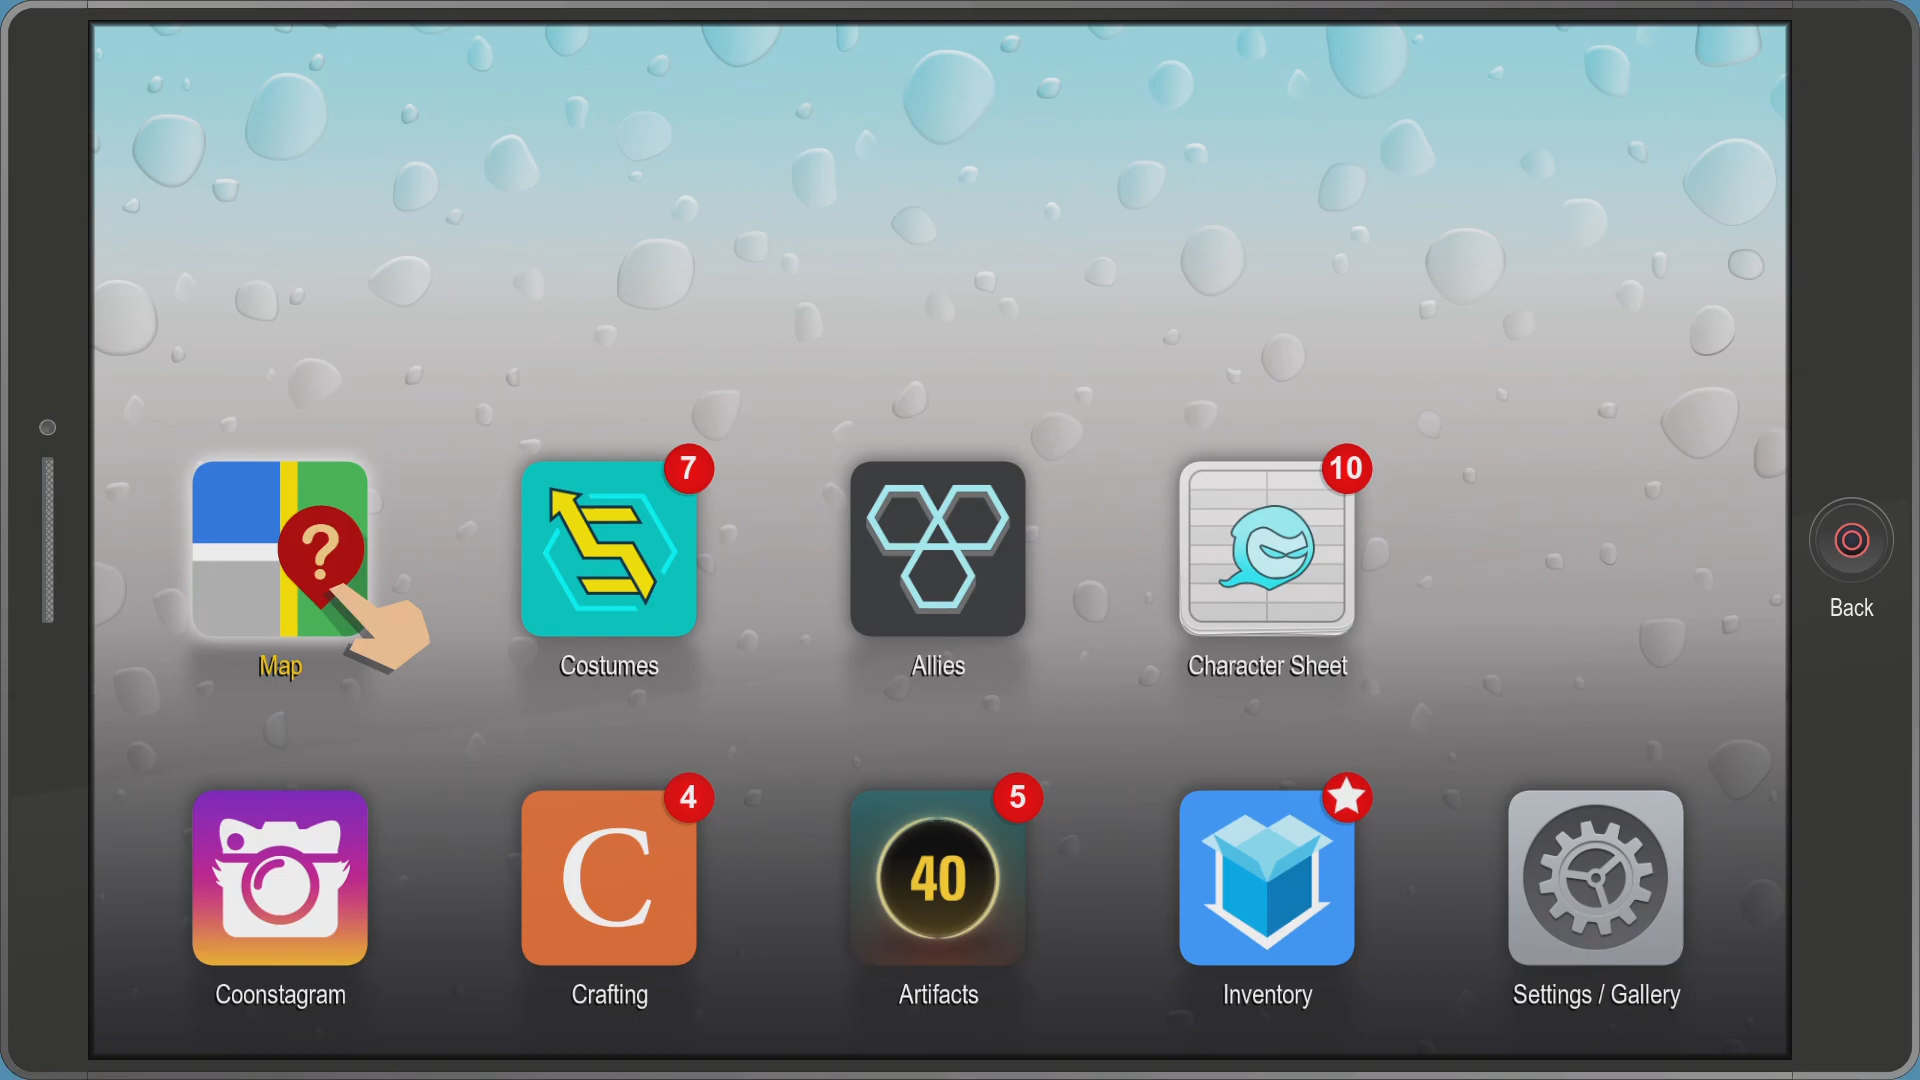 7
10
?
Back
Map
Costumes
Allies
Character Sheet
4
5
C
40
Coonstagram
Crafting
Artifacts
Inventory
Settings / Gallery